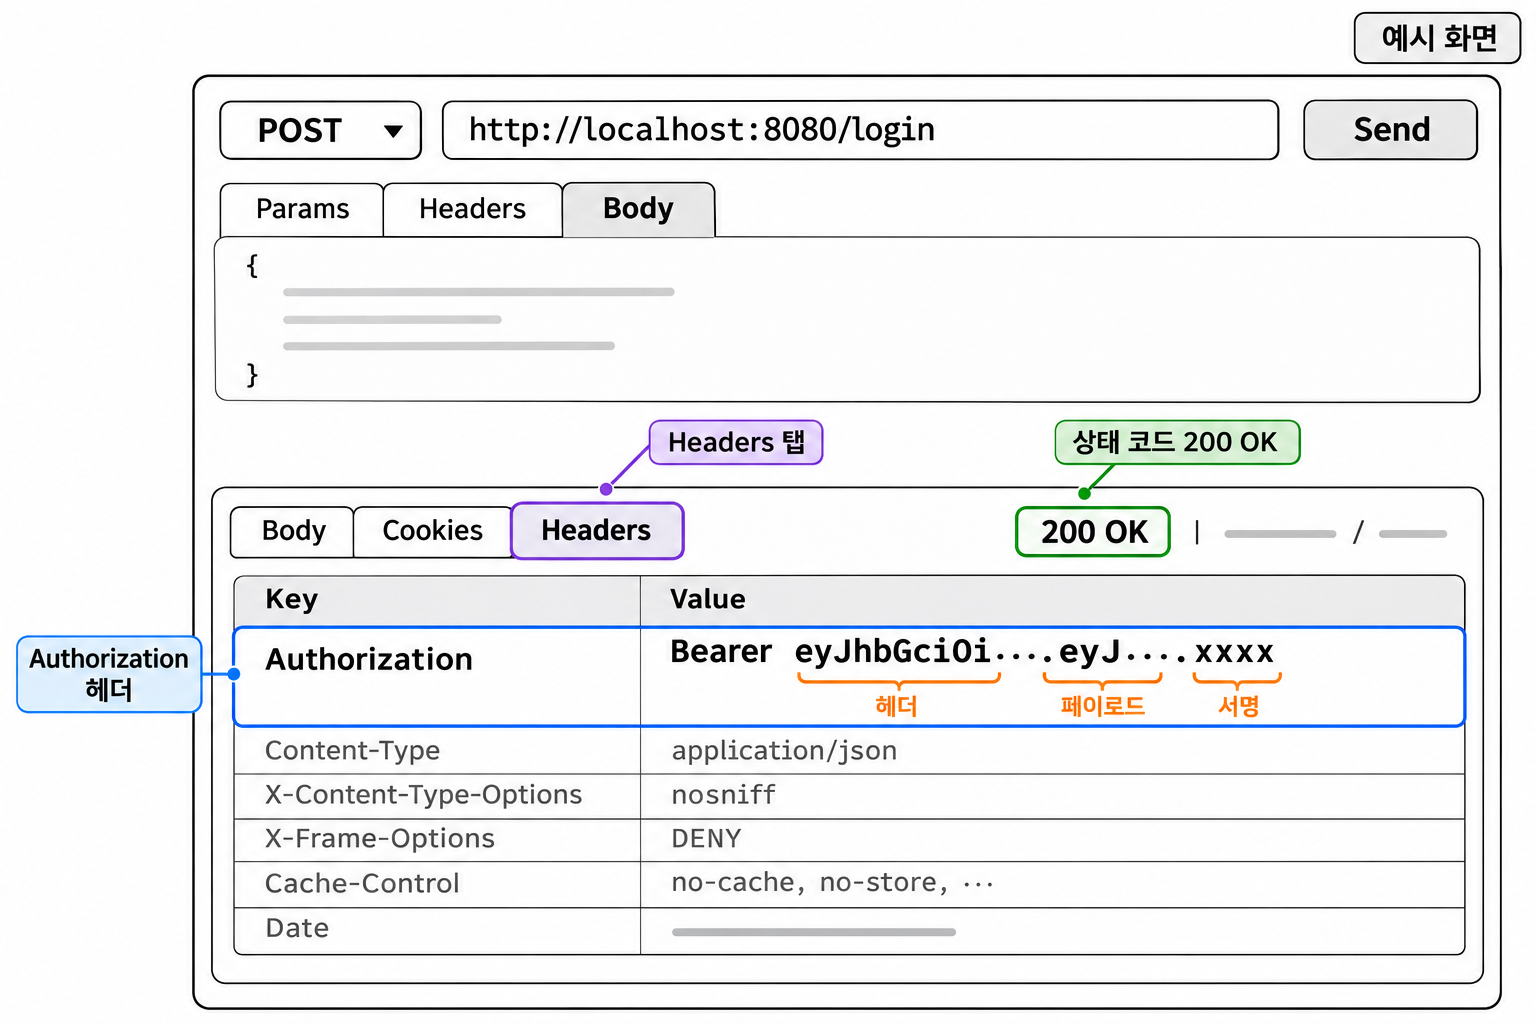 예시 화면
POST ▼ http://localhost:8080/login Send
Params Headers Body
{
}
Headers 탭
상태 코드 200 OK
Body Cookies Headers
200 OK | /
Key Value
Authorization
헤더
Authorization Bearer eyJhbGciOi....eyJ....xxxx
헤더 페이로드 서명
Content-Type application/json
X-Content-Type-Options nosniff
X-Frame-Options DENY
Cache-Control no-cache, no-store, ...
Date